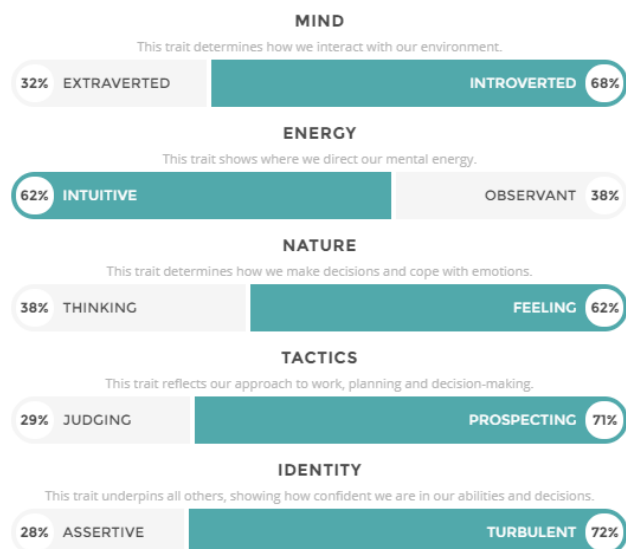 MIND
This trait determines how we interact with our environment.
32% EXTRAVERTED INTROVERTED 68%
ENERGY
This trait shows where we direct our mental energy.
62% INTUITIVE OBSERVANT 38%
NATURE
This trait determines how we make decisions and cope with emotions.
38% THINKING FEELING 62%
TACTICS
This trait reflects our approach to work, planning and decision-making.
29% JUDGING PROSPECTING 71%
IDENTITY
This trait underpins all others, showing how confident we are in our abilities and decisions.
28% ASSERTIVE TURBULENT 72%